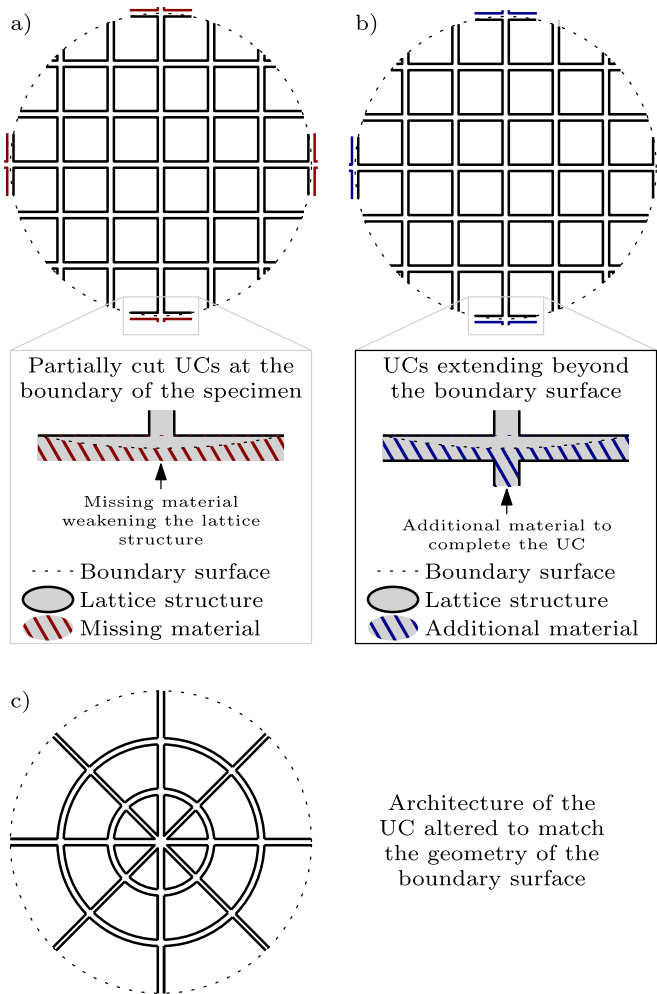 a)
Partially cut UCs at the
boundary of the specimen
Missing material
weakening the lattice
structure
Boundary surface
Lattice structure
Missing material
b)
UCs extending beyond
the boundary surface
Additional material to
complete the UC
Boundary surface
Lattice structure
Additional material
c)
Architecture of the
UC altered to match
the geometry of the
boundary surface